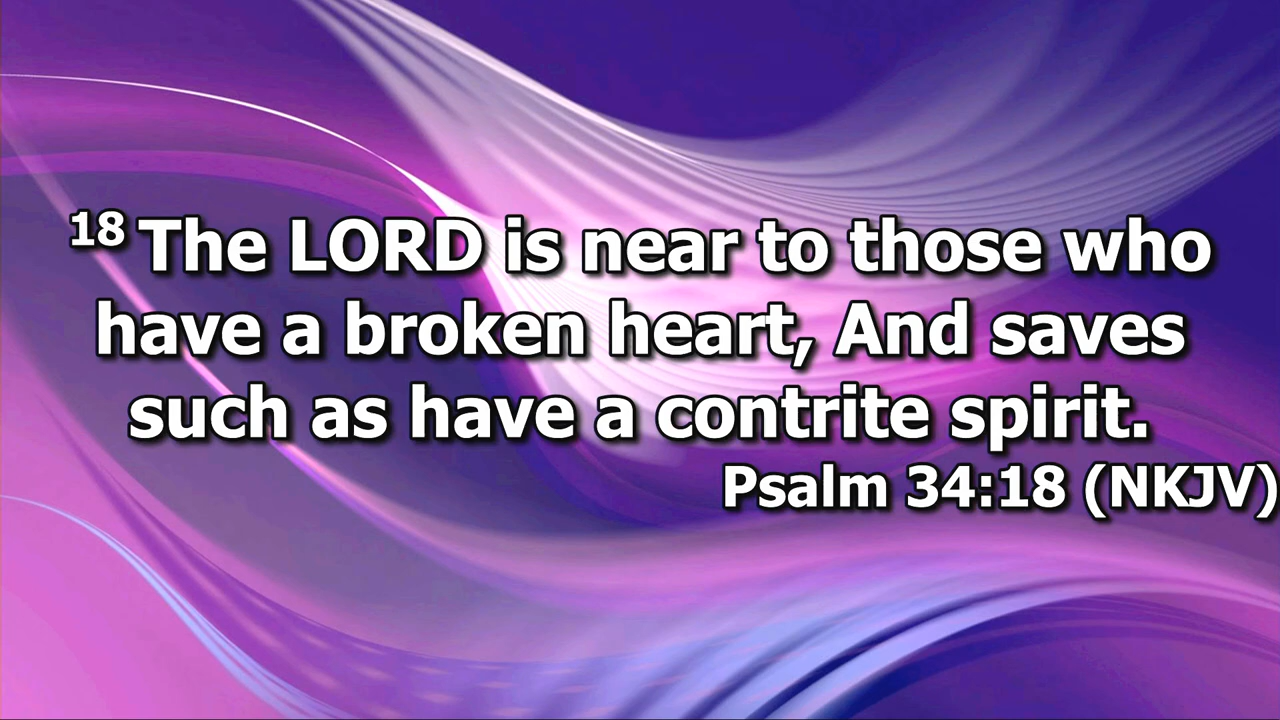 18 The LORD is near to those who
have a broken heart, And saves
such as have a contrite spirit.
Psalm 34:18 (NKJV)